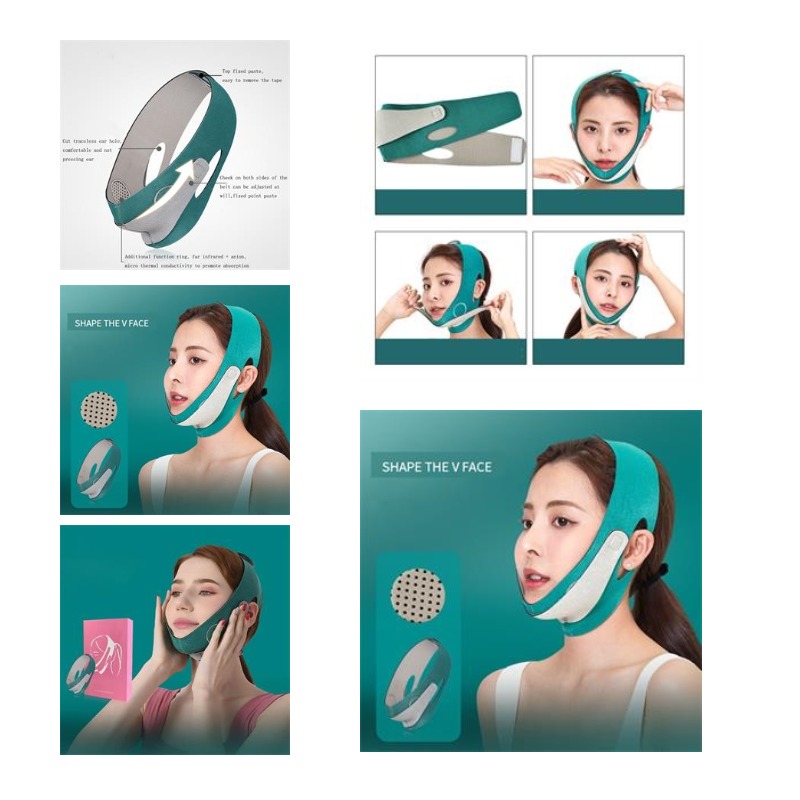 Top fixed paste,
easy to remove the tape
Cut traceless ear hole,
comfortable and not
pressing ear
Cheek on both sides of the
belt can be adjusted at
will,fixed point paste
Additional function ring, far infrared + anion,
micro thermal conductivity to promote absorption
SHAPE THE V FACE
SHAPE THE V FACE